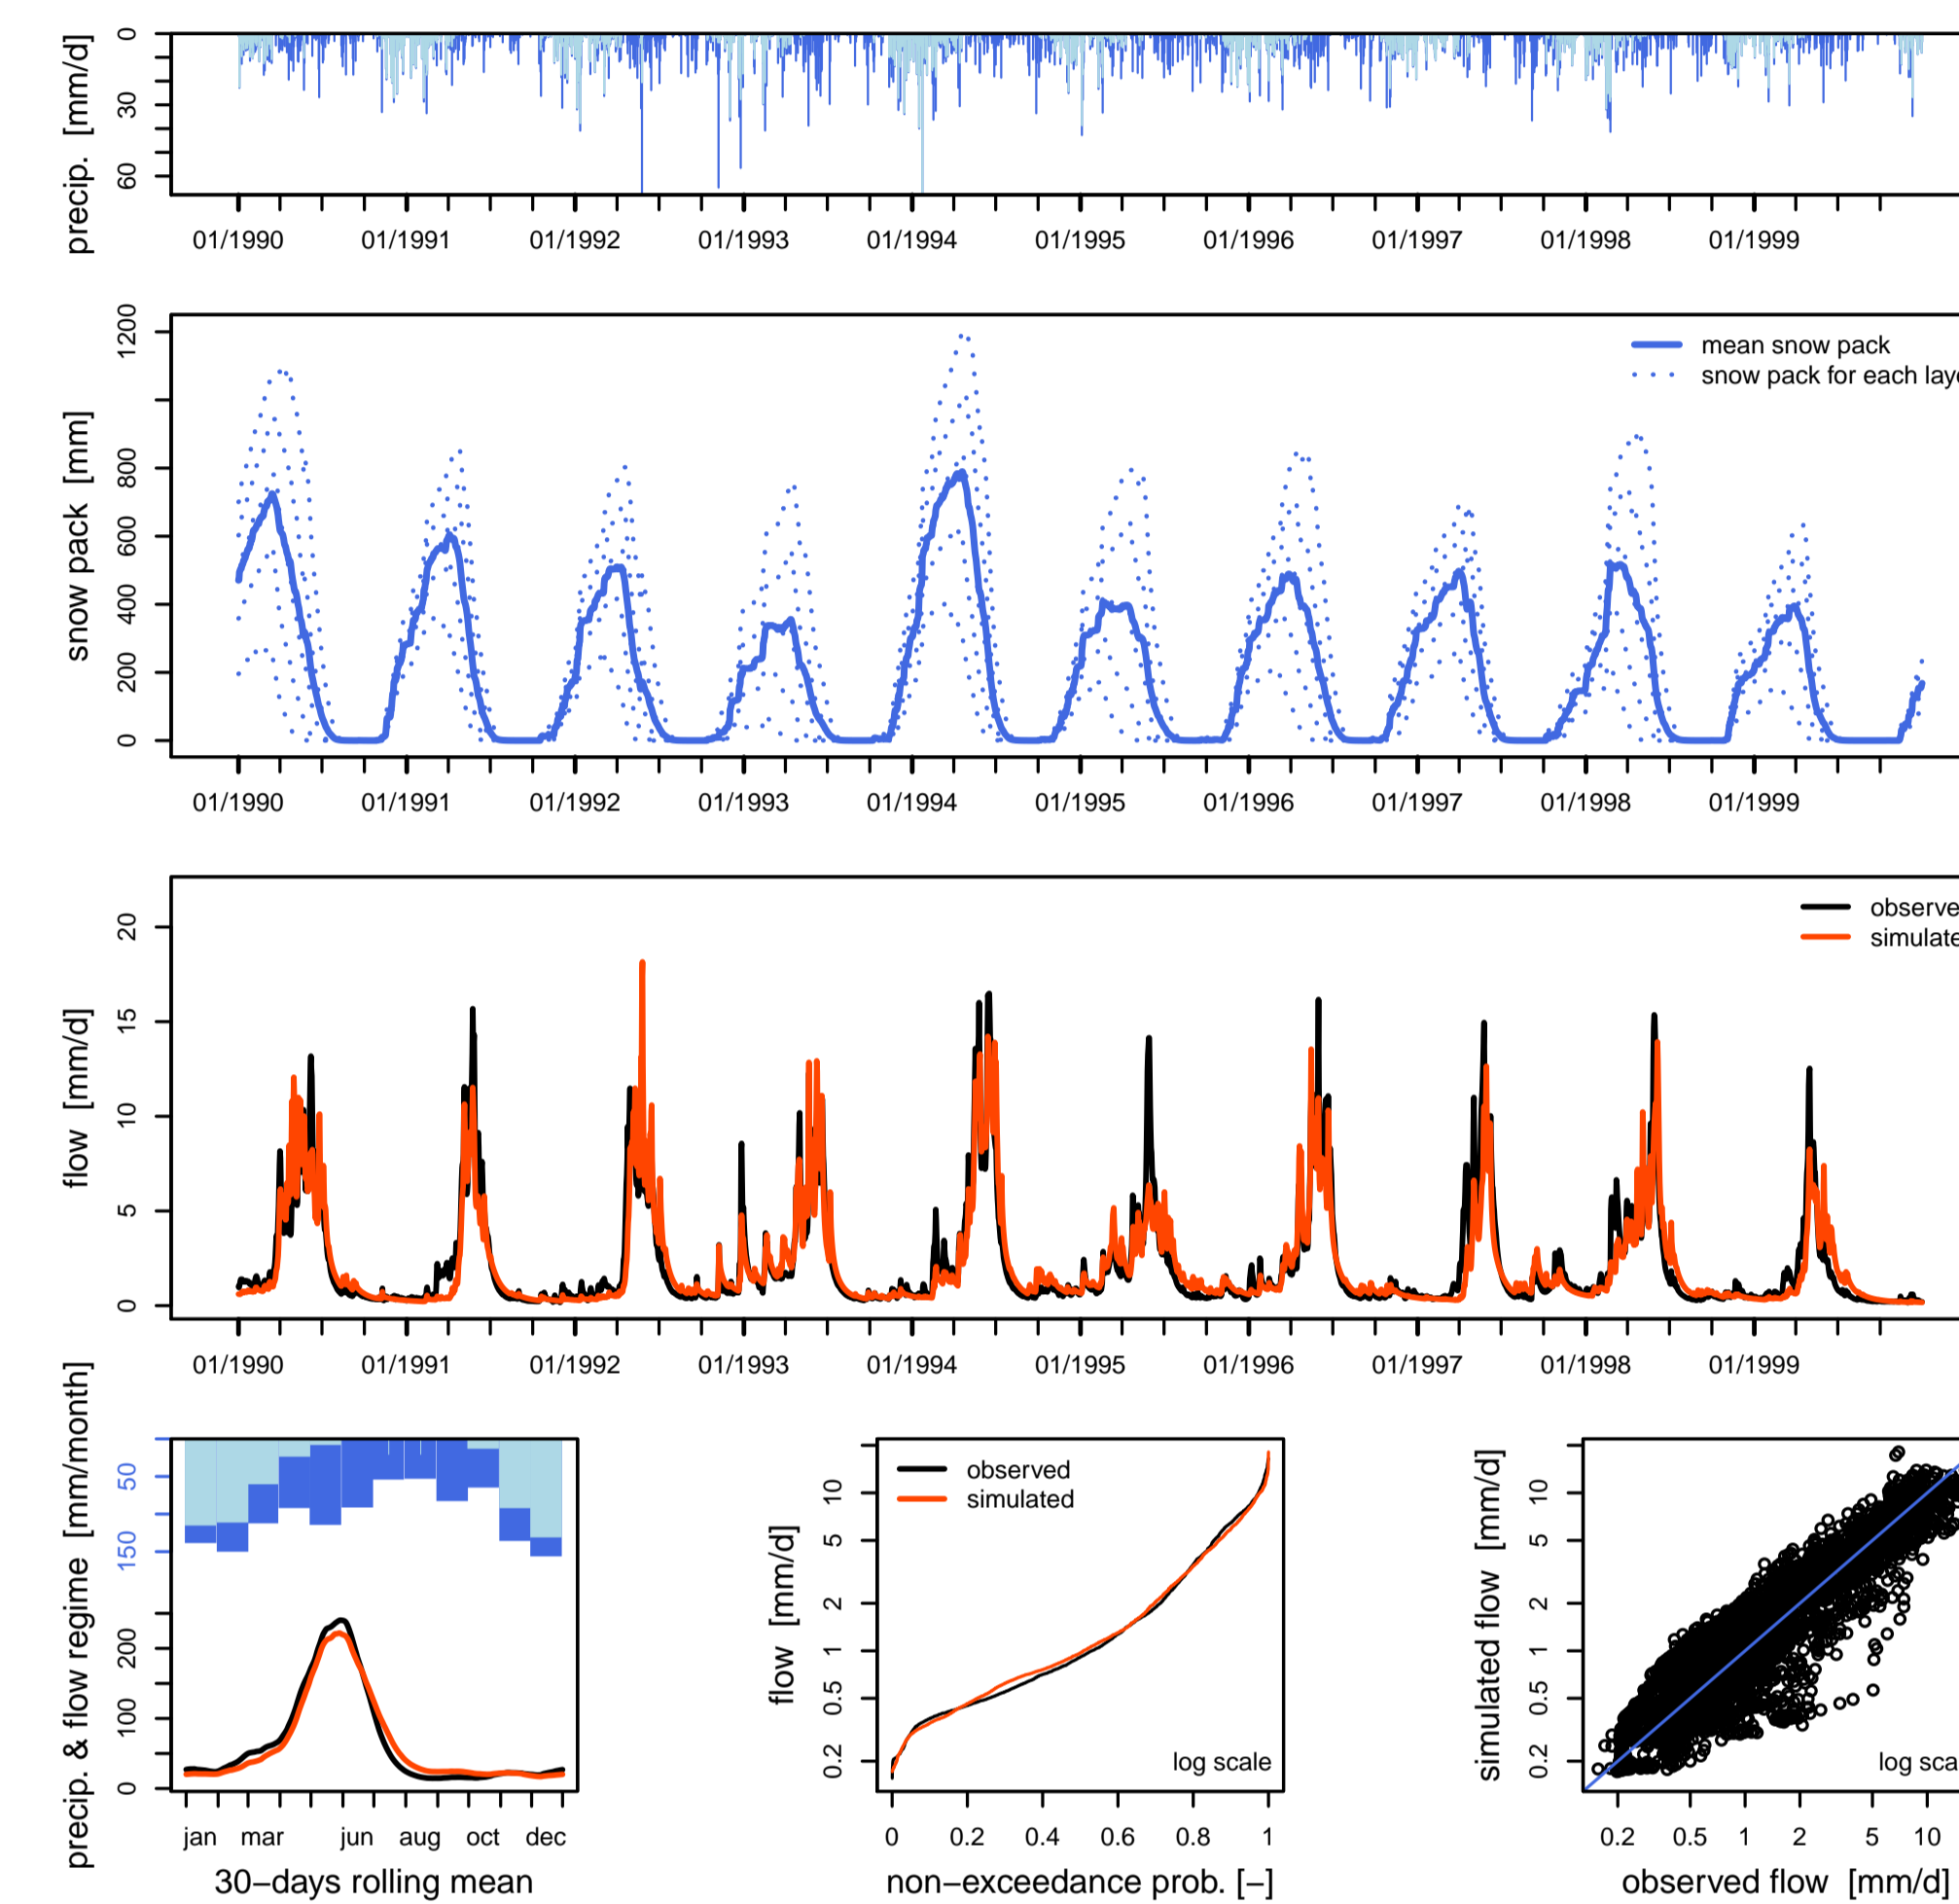 precip. [mm/d]
0
30
60
01/1990 01/1991 01/1992 01/1993 01/1994 01/1995 01/1996 01/1997 01/1998 01/1999
snow pack [mm]
1200
800
600
400
200
0
mean snow pack
snow pack for each laye
01/1990 01/1991 01/1992 01/1993 01/1994 01/1995 01/1996 01/1997 01/1998 01/1999
flow [mm/d]
20
15
10
5
0
observe
simulate
01/1990 01/1991 01/1992 01/1993 01/1994 01/1995 01/1996 01/1997 01/1998 01/1999
precip. & flow regime [mm/month]
50
150
200
100
0
jan mar jun aug oct dec
30−days rolling mean
flow [mm/d]
10
5
2
1
0.5
0.2
observed
simulated
log scale
0 0.2 0.4 0.6 0.8 1
non−exceedance prob. [−]
simulated flow [mm/d]
10
5
2
1
0.5
0.2
log sca
0.2 0.5 1 2 5 10
observed flow [mm/d]